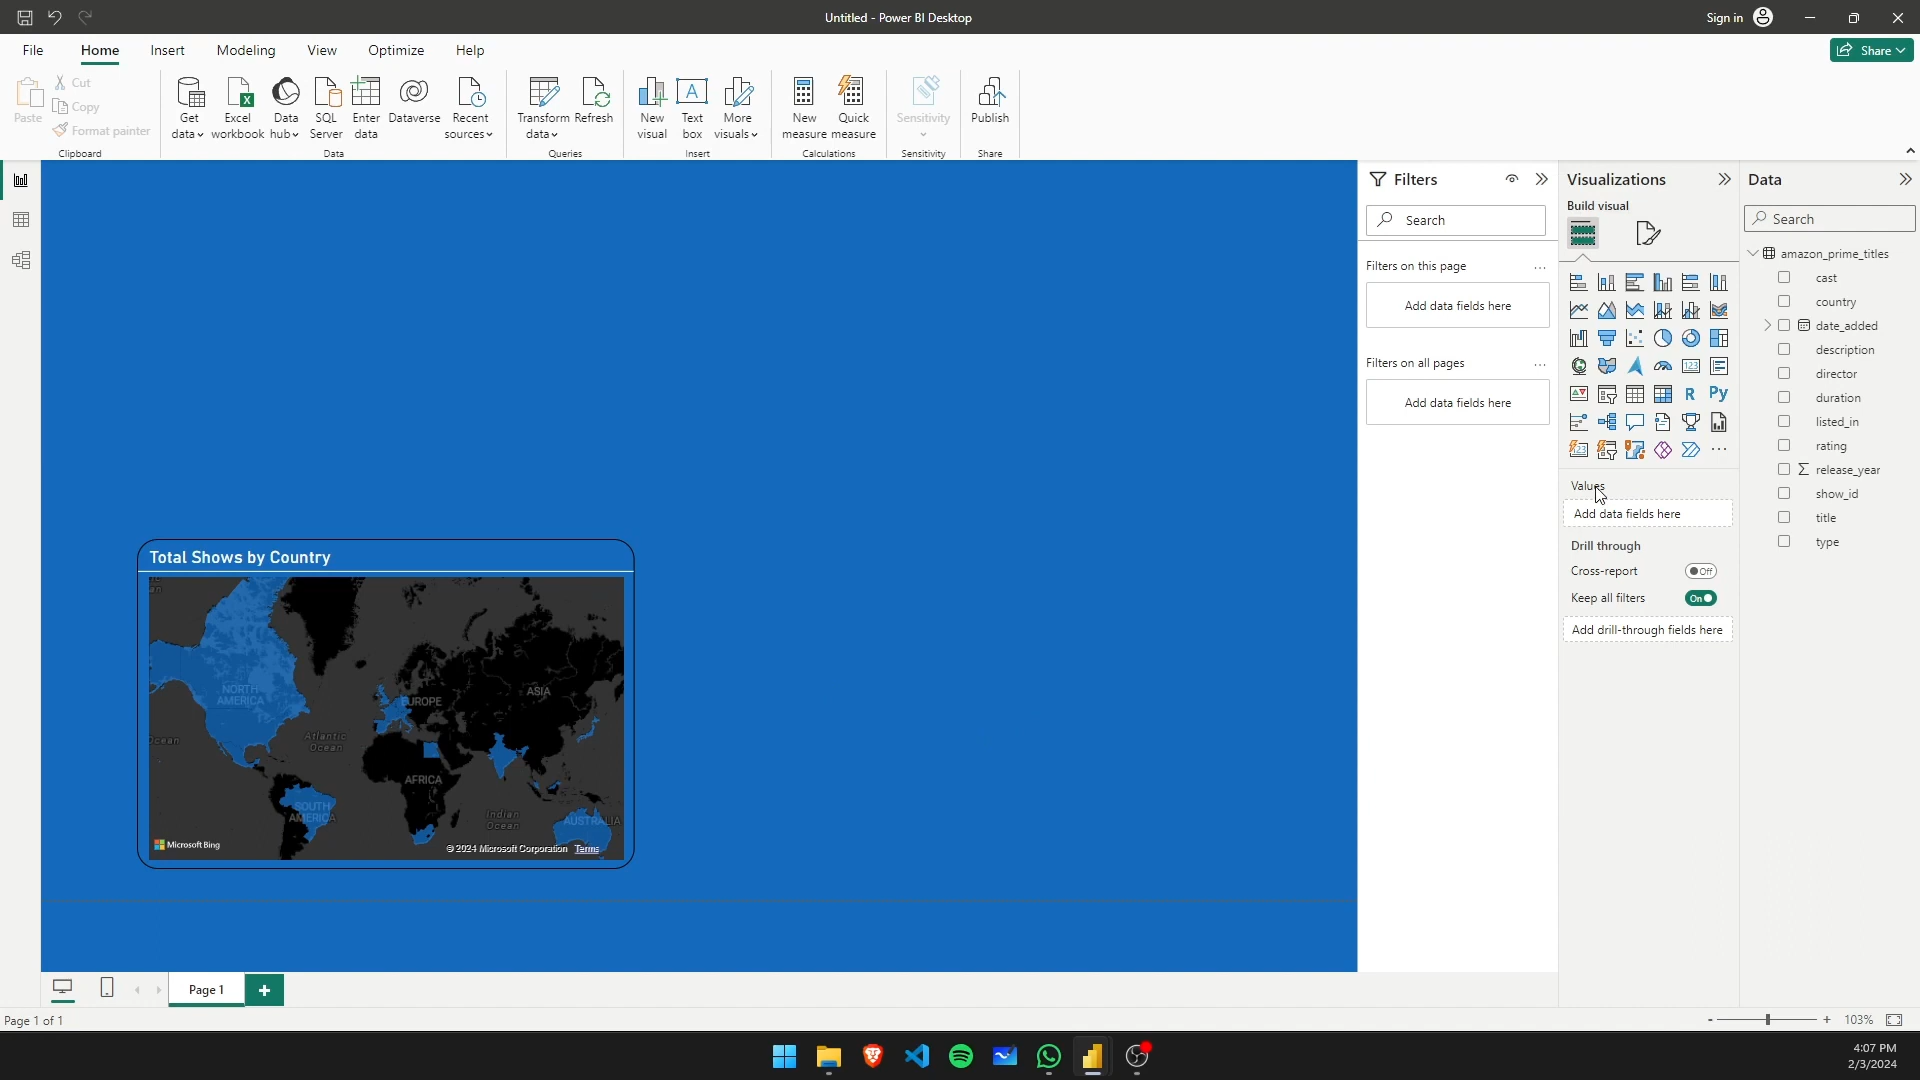 Untitled - Power BI Desktop
Sign in
File
Home
Insert
Modeling
View
Optimize
Help
Share
Paste
Cut
Copy
Format painter
Clipboard
Get data
Excel workbook
Data hub
SQL Server
Enter data
Dataverse
Recent sources
Data
Transform data
Refresh
Queries
New visual
Text box
More visuals
Insert
New measure
Quick measure
Calculations
Sensitivity
Sensitivity
Publish
Share
Total Shows by Country
NORTH AMERICA
EUROPE
ASIA
Atlantic Ocean
AFRICA
SOUTH AMERICA
Indian Ocean
AUSTRALIA
Microsoft Bing
© 2024 Microsoft Corporation
Terms
Filters
Search
Filters on this page
...
Add data fields here
Filters on all pages
...
Add data fields here
Visualizations
Build visual
123
R
Py
...
Values
Add data fields here
Drill through
Cross-report
Off
Keep all filters
On
Add drill-through fields here
Data
Search
amazon_prime_titles
cast
country
date_added
description
director
duration
listed_in
rating
Σ release_year
show_id
title
type
Page 1
+
Page 1 of 1
- + 103%
4:07 PM
2/3/2024